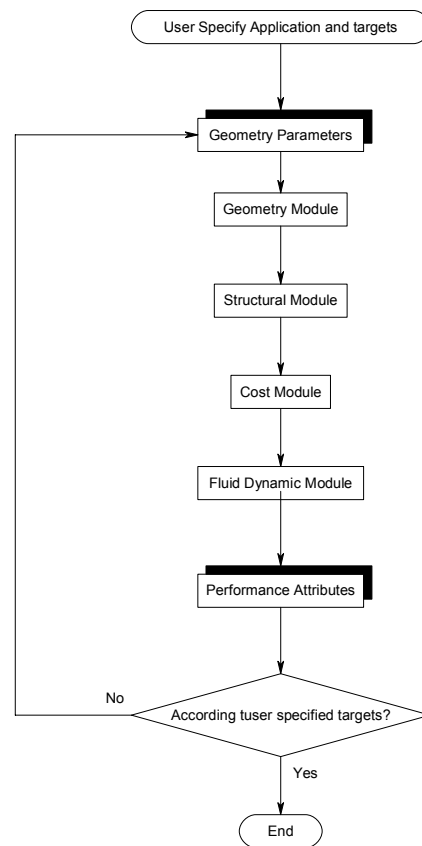 User Specify Application and targets
Geometry Parameters
Geometry Module
Structural Module
Cost Module
Fluid Dynamic Module
Performance Attributes
No
According tuser specified targets?
Yes
End